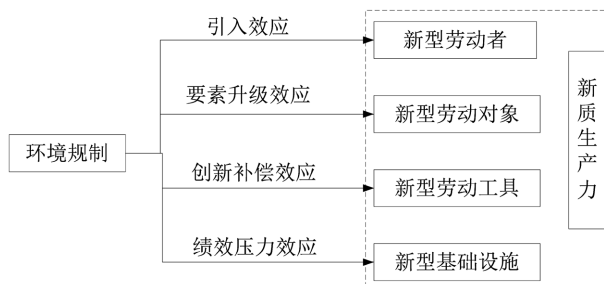 引入效应
新型劳动者
要素升级效应
新型劳动对象
环境规制
创新补偿效应
新型劳动工具
绩效压力效应
新型基础设施
新质生产力